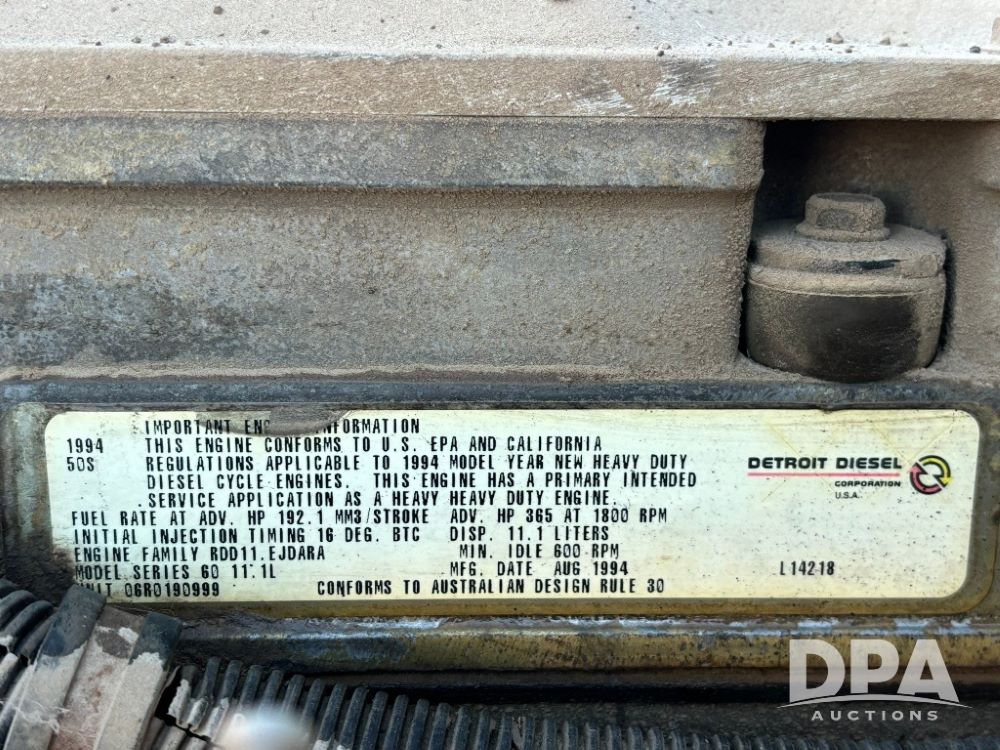 IMPORTANT INFORMATION
1994 THIS ENGINE CONFORMS TO U.S. EPA AND CALIFORNIA
50S REGULATIONS APPLICABLE TO 1994 MODEL YEAR NEW HEAVY DUTY
DIESEL CYCLE ENGINES. THIS ENGINE HAS A PRIMARY INTENDED
SERVICE APPLICATION AS A HEAVY HEAVY DUTY ENGINE.
FUEL RATE AT ADV. HP 192.1 MM3/STROKE ADV. HP 365 AT 1800 RPM
INITIAL INJECTION TIMING 16 DEG. BTC DISP. 11.1 LITERS
ENGINE FAMILY RDD11.EJDARA MIN. IDLE 600 RPM
MODEL SERIES 60 11.1L MFG. DATE AUG 1994
UNIT 06R0190999 CONFORMS TO AUSTRALIAN DESIGN RULE 30
DETROIT DIESEL
CORPORATION
U.S.A.
L14218
DPA
AUCTIONS